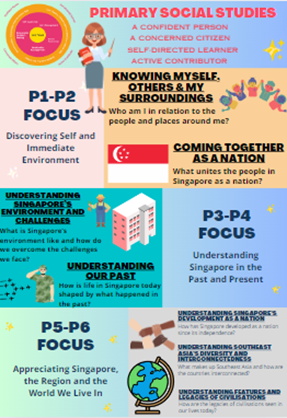 PRIMARY SOCIAL STUDIES
A CONFIDENT PERSON
A CONCERNED CITIZEN
SELF-DIRECTED LEARNER
ACTIVE CONTRIBUTOR
P1-P2
FOCUS
Discovering Self and
Immediate
Environment
KNOWING MYSELF,
OTHERS & MY
SURROUNDINGS
Who am I in relation to the
people and places around me?
COMING TOGETHER
AS A NATION
What unites the people in
Singapore as a nation?
UNDERSTANDING
SINGAPORE'S
ENVIRONMENT AND
CHALLENGES
What is Singapore's
environment like and how do
we overcome the challenges
we face?
UNDERSTANDING
OUR PAST
How is life in Singapore today
shaped by what happened in
the past?
P3-P4
FOCUS
Understanding
Singapore in the
Past and Present
P5-P6
FOCUS
Appreciating Singapore,
the Region and the
World We Live In
UNDERSTANDING SINGAPORE'S
DEVELOPMENT AS A NATION
How has Singapore developed as a nation
since its independence?
UNDERSTANDING SOUTHEAST
ASIA'S DIVERSITY AND
INTERCONNECTEDNESS
What makes up Southeast Asia and how are
the countries interconnected?
UNDERSTANDING FEATURES AND
LEGACIES OF CIVILISATIONS
How are the legacies of civilisations seen in
our lives today?